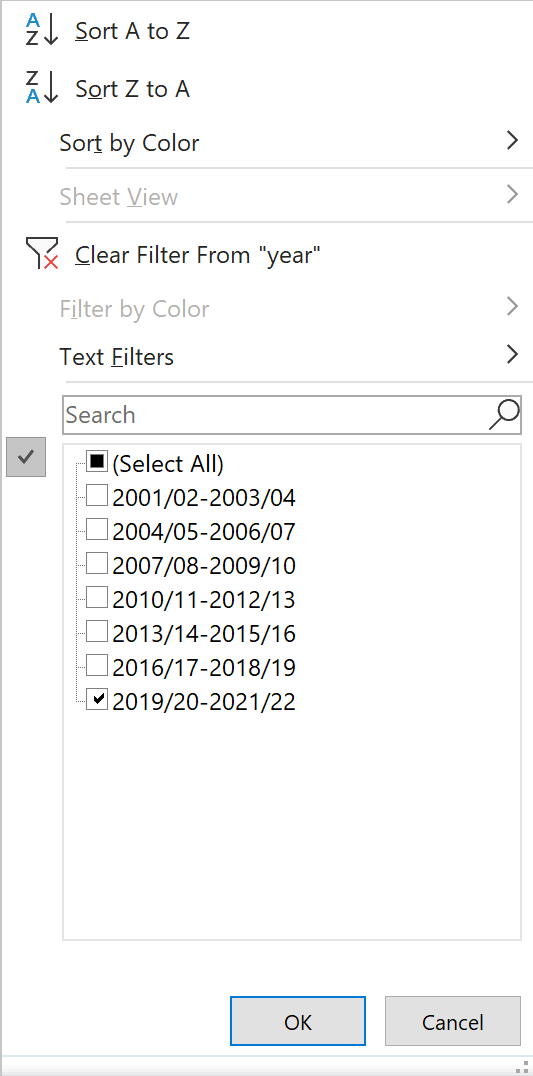 Sort A to Z
Sort Z to A
Sort by Color
Sheet View
Clear Filter From "year"
Filter by Color
Text Filters
Search
(Select All)
2001/02-2003/04
2004/05-2006/07
2007/08-2009/10
2010/11-2012/13
2013/14-2015/16
2016/17-2018/19
2019/20-2021/22
OK
Cancel